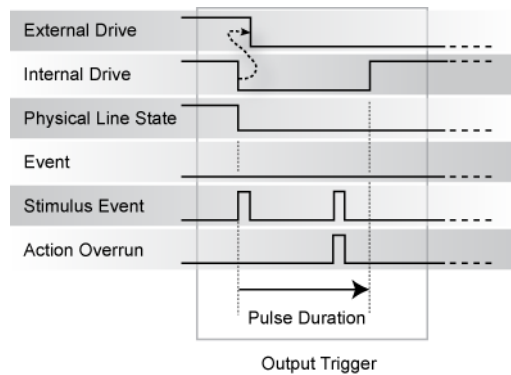 External Drive
Internal Drive
Physical Line State
Event
Stimulus Event
Action Overrun
Pulse Duration
Output Trigger